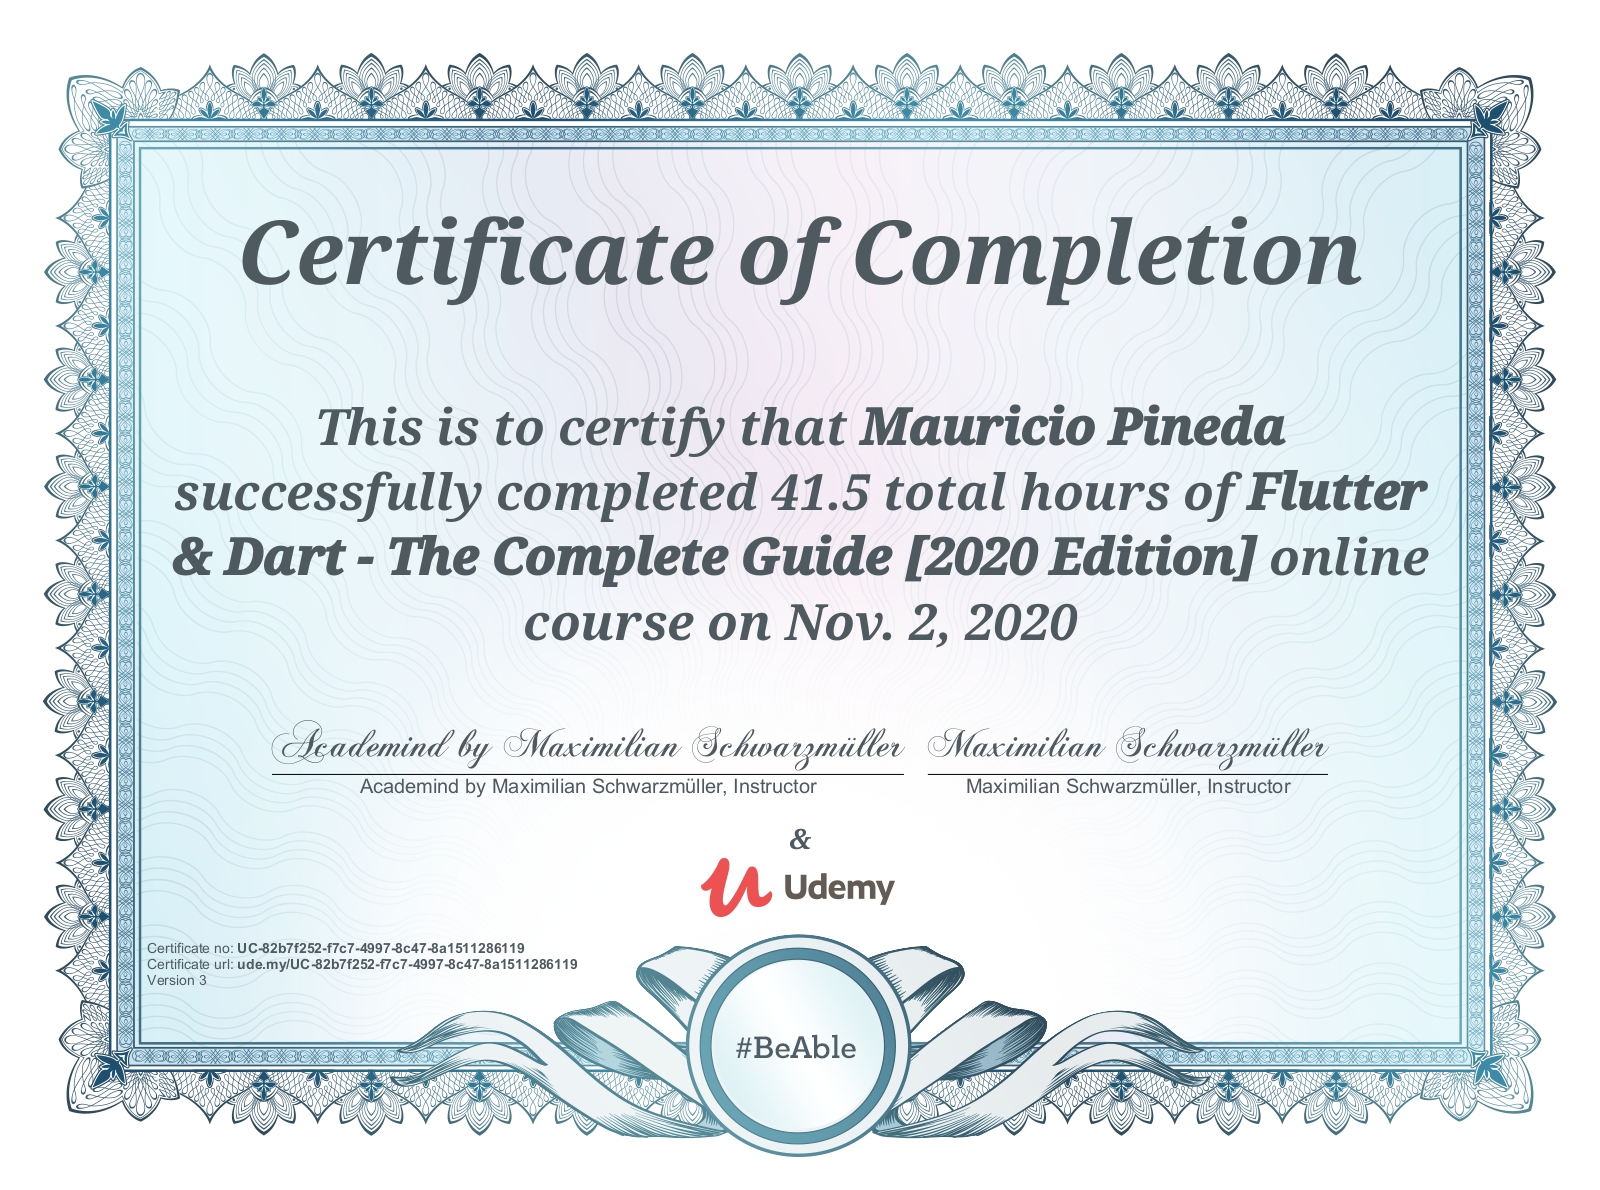 Certificate of Completion
This is to certify that Mauricio Pineda
successfully completed 41.5 total hours of Flutter
& Dart - The Complete Guide [2020 Edition] online
course on Nov. 2, 2020
Academind by Maximilian Schwarzmüller Maximilian Schwarzmüller
Academind by Maximilian Schwarzmüller, Instructor Maximilian Schwarzmüller, Instructor
&
Udemy
Certificate no: UC-82b7f252-f7c7-4997-8c47-8a1511286119
Certificate url: ude.my/UC-82b7f252-f7c7-4997-8c47-8a1511286119
Version 3
#BeAble